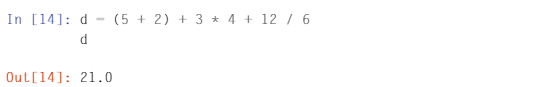 In [14]: d = (5 + 2) + 3 * 4 + 12 / 6
d
Out[14]: 21.0